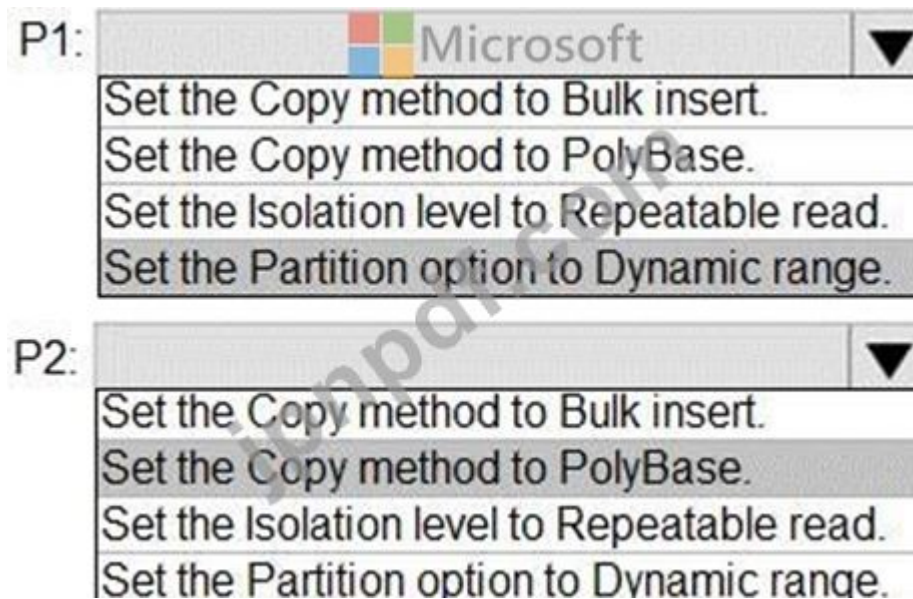 P1:
Microsoft
Set the Copy method to Bulk insert.
Set the Copy method to PolyBase.
Set the Isolation level to Repeatable read.
Set the Partition option to Dynamic range.
P2:
Set the Copy method to Bulk insert.
Set the Copy method to PolyBase.
Set the Isolation level to Repeatable read.
Set the Partition option to Dynamic range.
jpnpdf.com